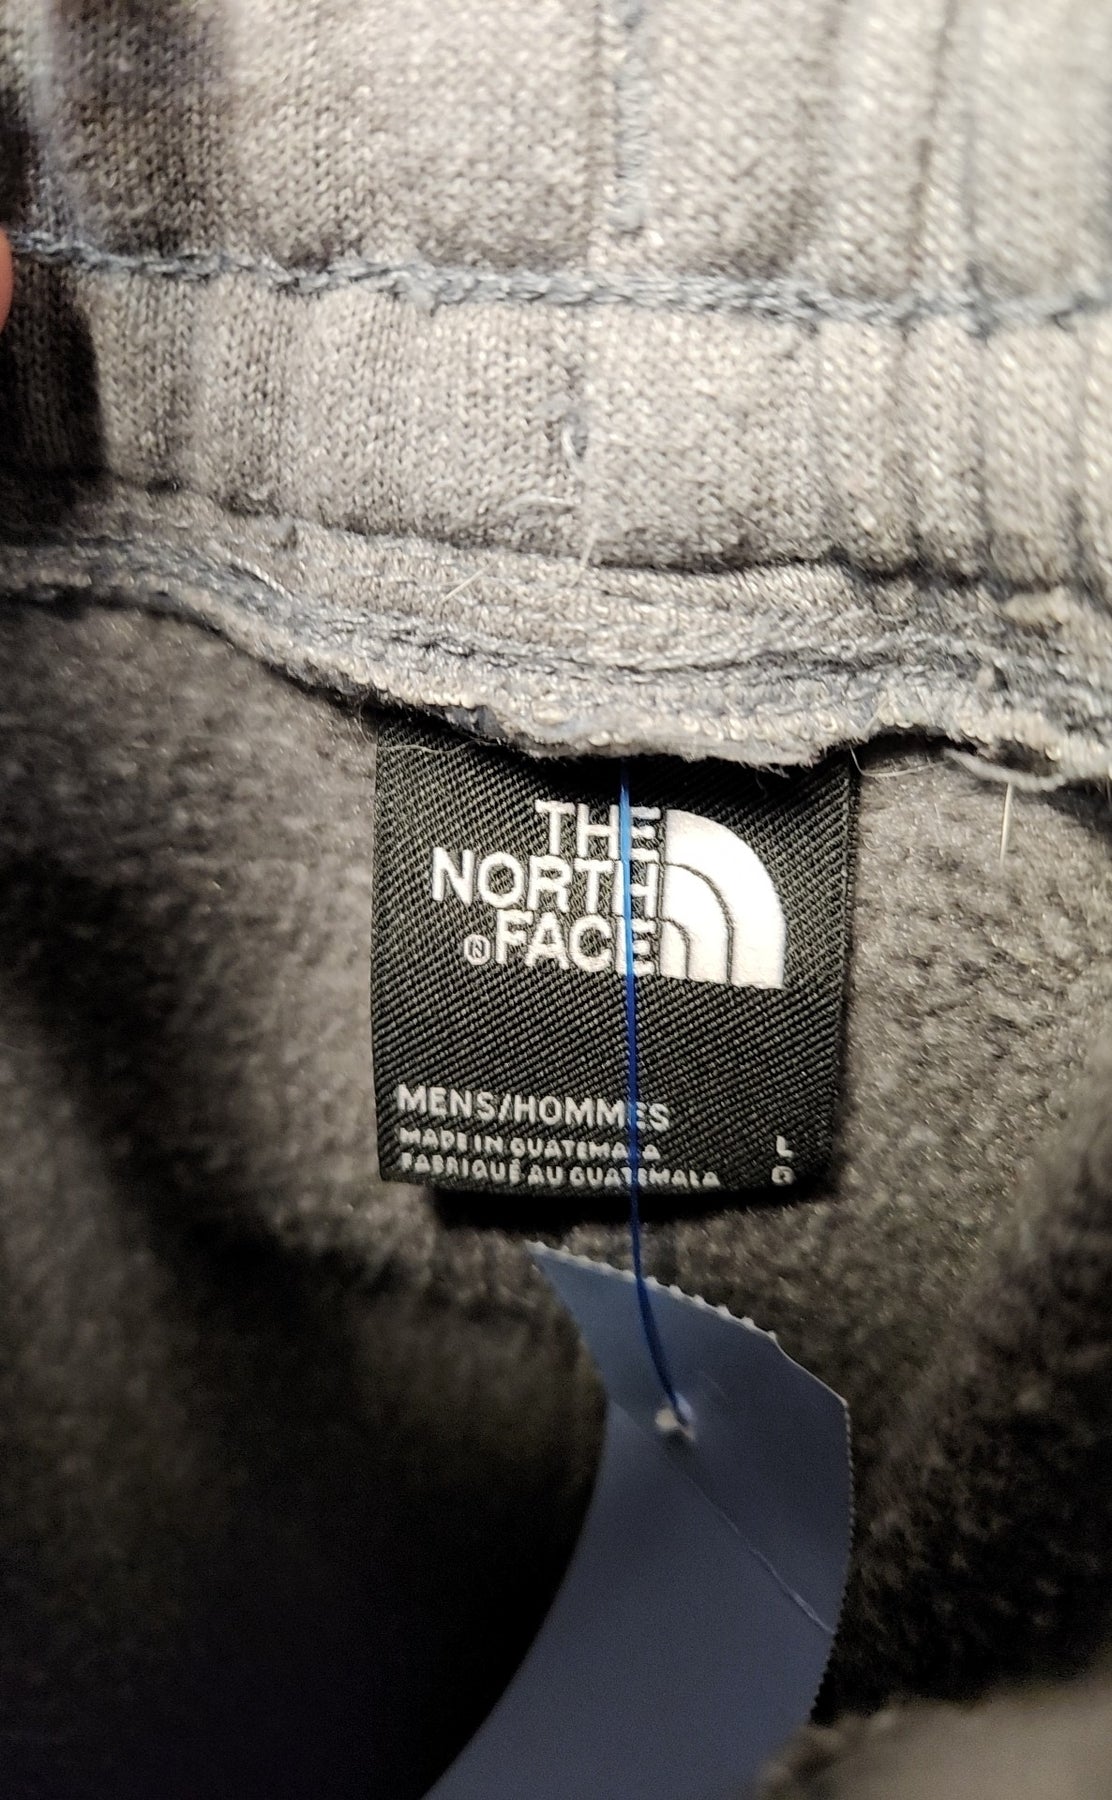 THE
NORTH
FACE
MENS/HOMMES
MADE IN GUATEMALA L
FABRIQUÉ AU GUATEMALA G